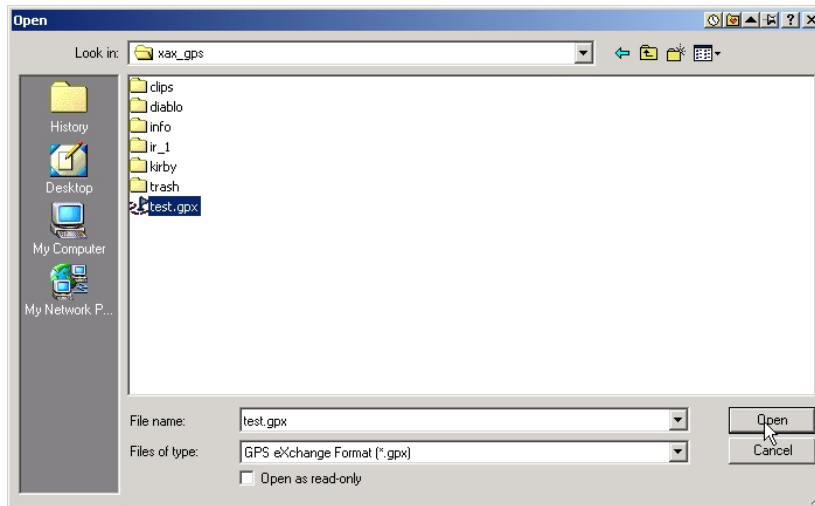 Open
Look in: xax_gps
clips
diablo
info
ir_1
kirby
trash
test.gpx
History
Desktop
My Computer
My Network P...
File name: test.gpx
Open
Files of type: GPS eXchange Format (*.gpx)
Cancel
Open as read-only